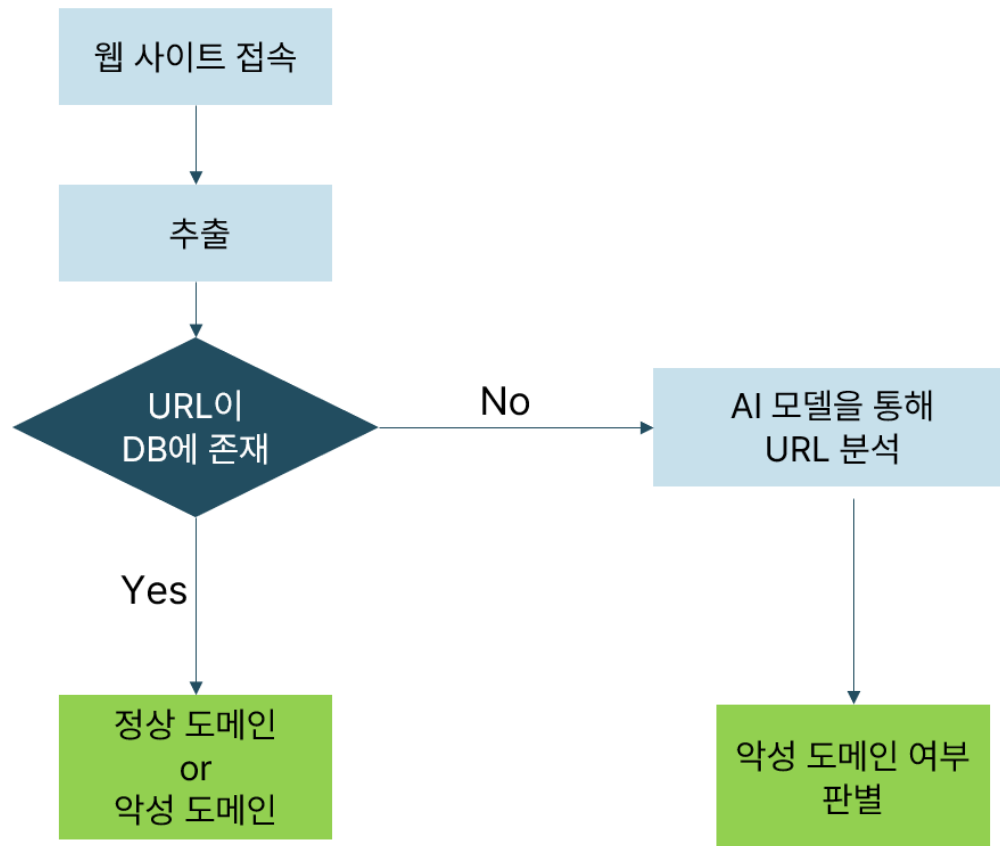 웹 사이트 접속
추출
URL이
DB에 존재
No
AI 모델을 통해
URL 분석
Yes
정상 도메인
or
악성 도메인
악성 도메인 여부
판별